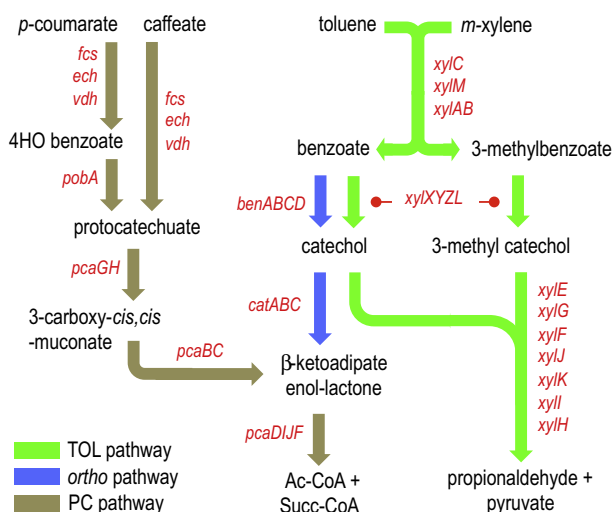 p-coumarate
caffeate
toluene
m-xylene
fcs
ech
vdh
fcs
ech
vdh
xylC
xylM
xylAB
4HO benzoate
benzoate
3-methylbenzoate
pobA
benABCD
xylXYZL
protocatechuate
catechol
3-methyl catechol
pcaGH
catABC
xylE
xylG
xylF
xylJ
xylK
xylI
xylH
3-carboxy-cis,cis
-muconate
pcaBC
β-ketoadipate
enol-lactone
pcaDIJF
TOL pathway
ortho pathway
PC pathway
Ac-CoA +
Succ-CoA
propionaldehyde +
pyruvate